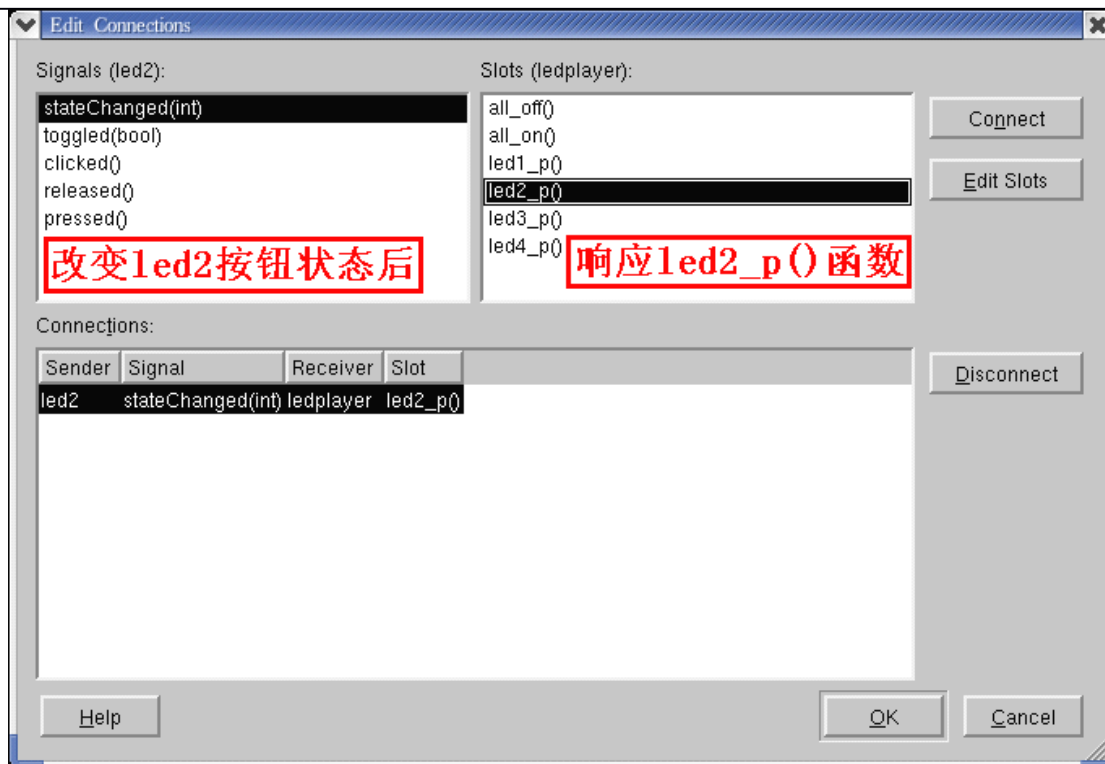 Edit Connections
Signals (led2):
Slots (ledplayer):
stateChanged(int)
toggled(bool)
clicked()
released()
pressed()
改变led2按钮状态后
all_off()
all_on()
led1_p()
led2_p()
led3_p()
led4_p()
响应led2_p()函数
Connect
Edit Slots
Connections:
Sender Signal Receiver Slot
led2 stateChanged(int) ledplayer led2_p()
Disconnect
Help
OK
Cancel